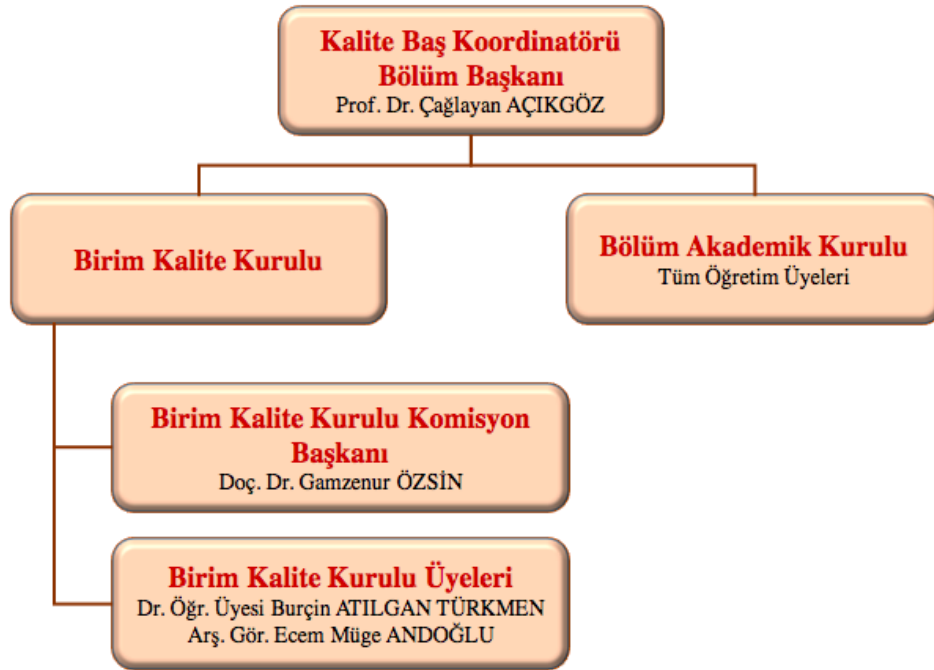 Kalite Baş Koordinatörü
Bölüm Başkanı
Prof. Dr. Çağlayan AÇIKGÖZ
Birim Kalite Kurulu
Bölüm Akademik Kurulu
Tüm Öğretim Üyeleri
Birim Kalite Kurulu Komisyon
Başkanı
Doç. Dr. Gamzenur ÖZSİN
Birim Kalite Kurulu Üyeleri
Dr. Öğr. Üyesi Burçin ATILGAN TÜRKMEN
Arş. Gör. Ecem Müge ANDOĞLU